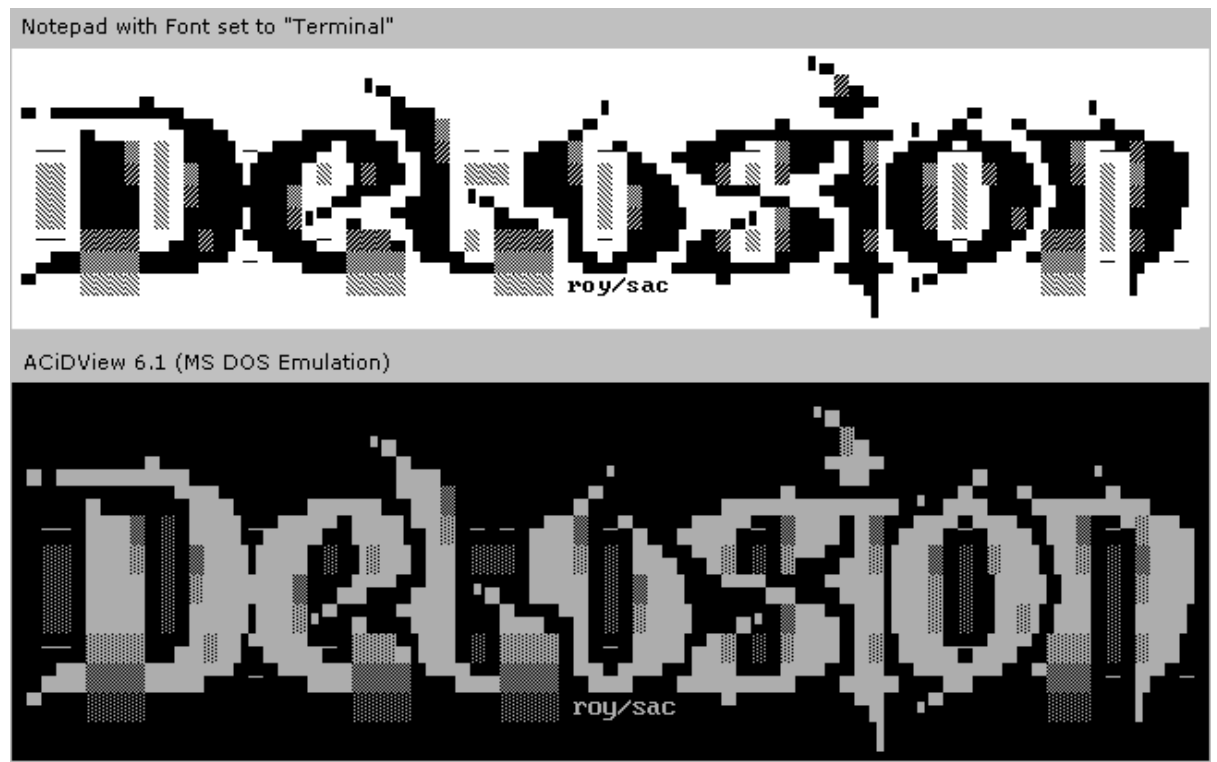 Notepad with Font set to "Terminal"
Delusion
roy/sac
ACiDView 6.1 (MS DOS Emulation)
Delusion
roy/sac